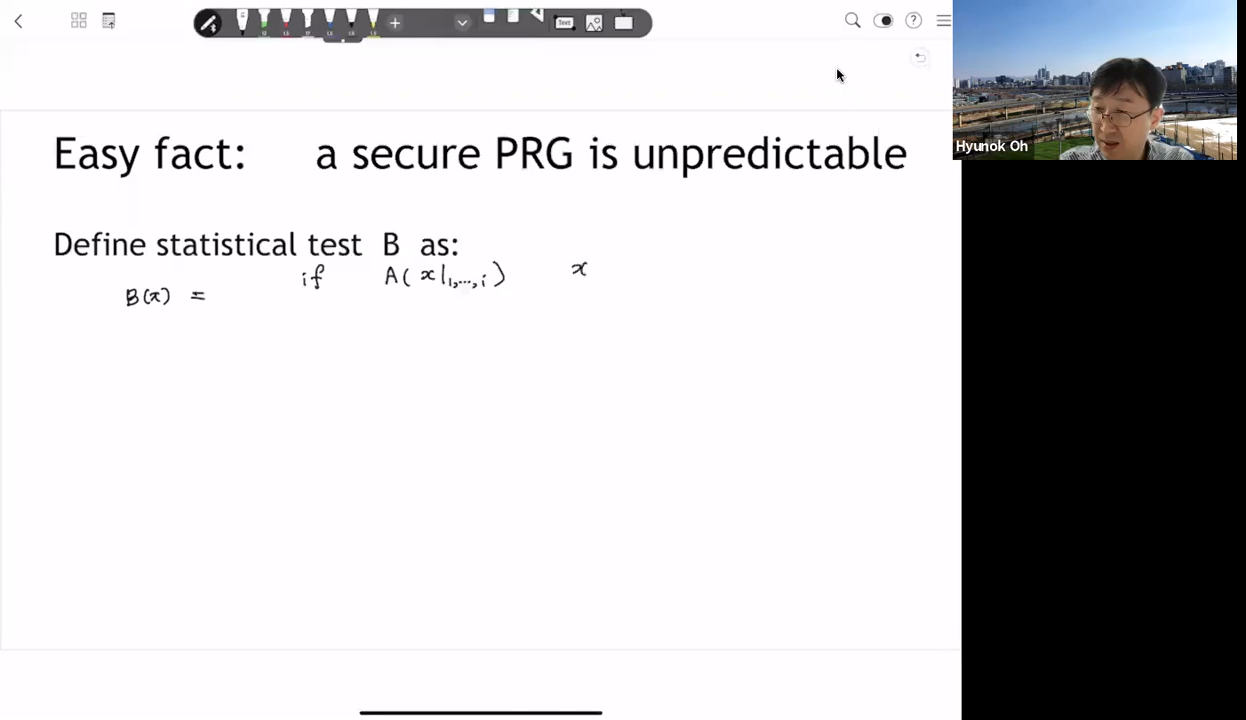 Text
Hyunok Oh
Easy fact: a secure PRG is unpredictable
Define statistical test B as:
if A(x|₁,...,ᵢ) x
B(x) =